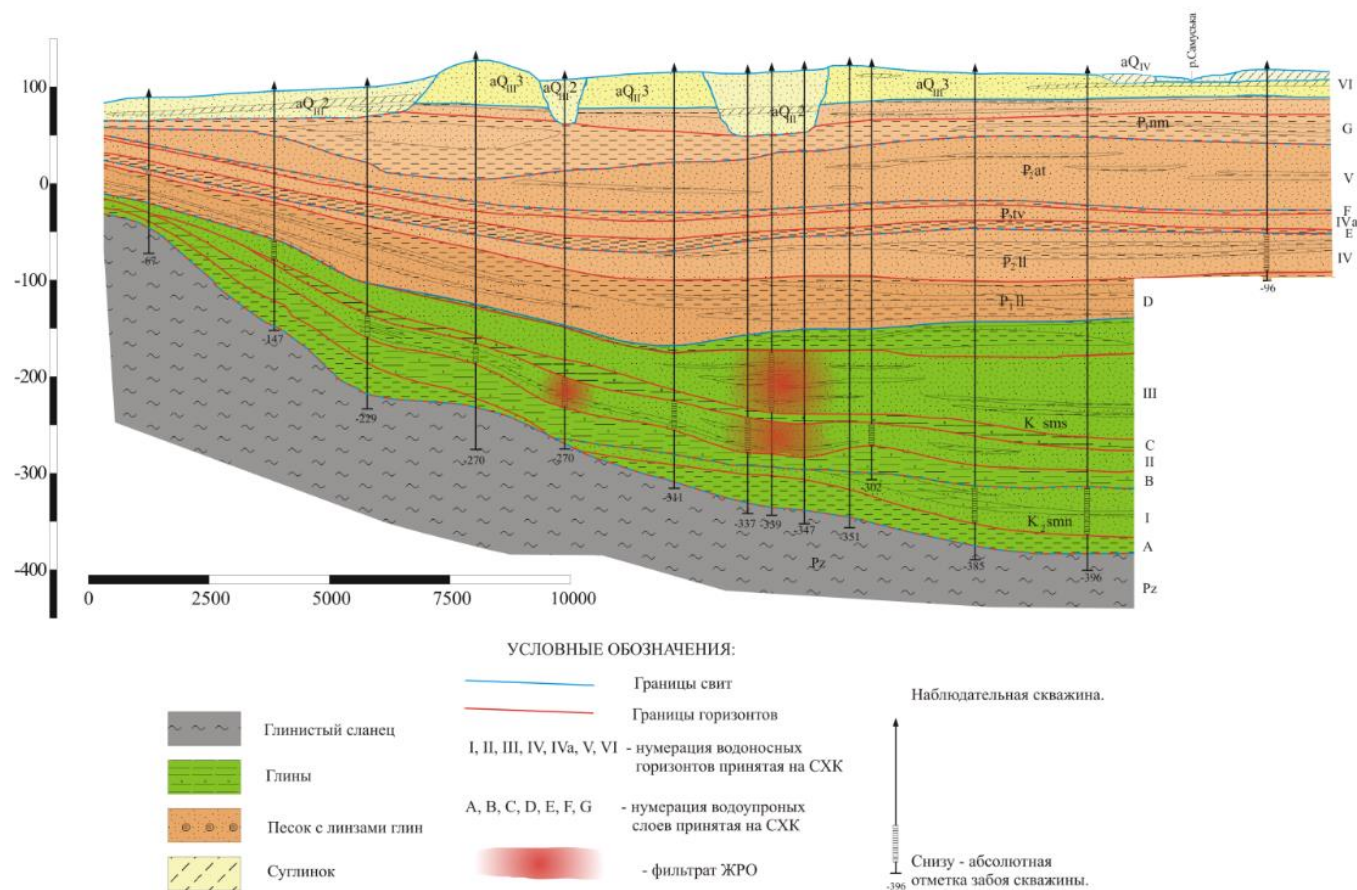 р.Самуська
100
0
-100
-200
-300
-400
aQIII2
aQIII3
aQIII2
aQIII3
aQIII2
aQIII3
aQIV
P3nm
P2at
P2tv
P2ll
P1ll
K sms
K2smn
Pz
VI
G
V
F
IVa
E
IV
D
III
C
II
B
I
A
Pz
-67
-147
-229
-270
-270
-311
-337
-339
-347
-351
-302
-385
-396
-96
0 2500 5000 7500 10000
УСЛОВНЫЕ ОБОЗНАЧЕНИЯ:
Границы свит
Границы горизонтов
I, II, III, IV, IVa, V, VI - нумерация водоносных
горизонтов принятая на СХК
A, B, C, D, E, F, G - нумерация водоупроных
слоев принятая на СХК
- фильтрат ЖРО
Глинистый сланец
Глины
Песок с линзами глин
Суглинок
Наблюдательная скважина.
Снизу - абсолютная
отметка забоя скважины.
-396